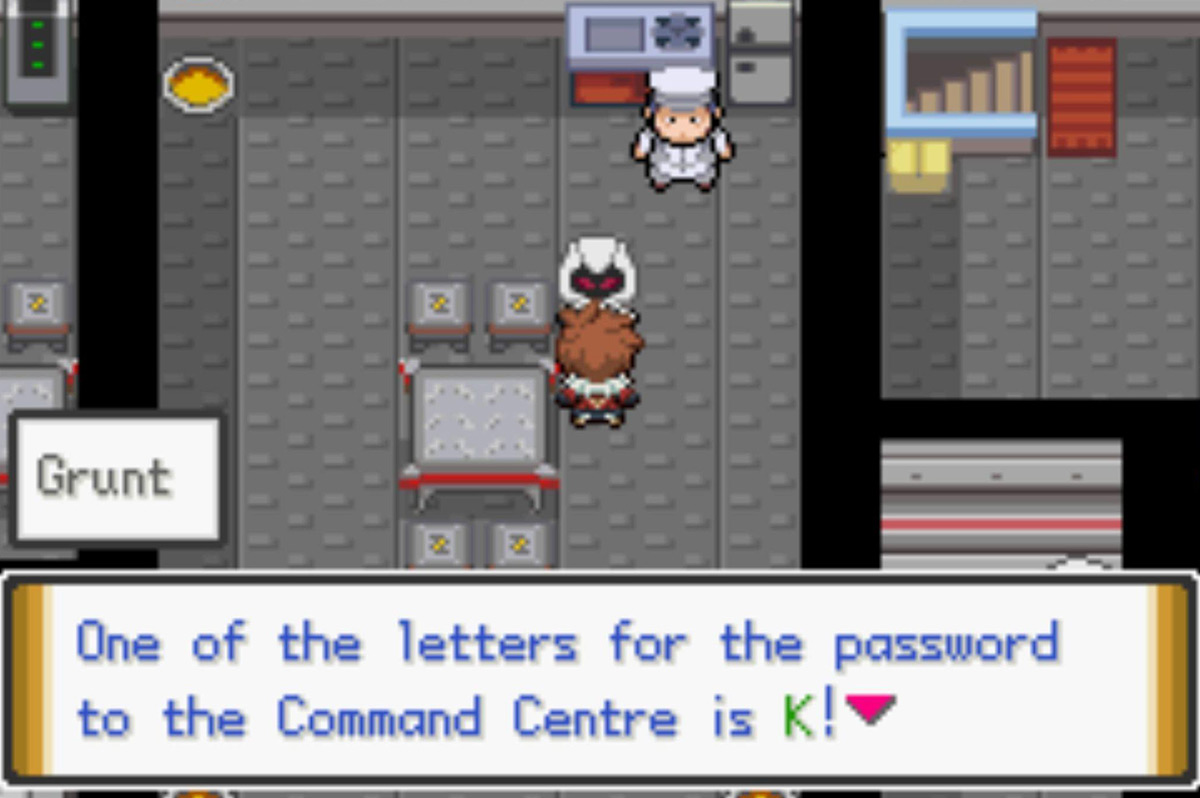 Grunt
One of the letters for the password
to the Command Centre is K!